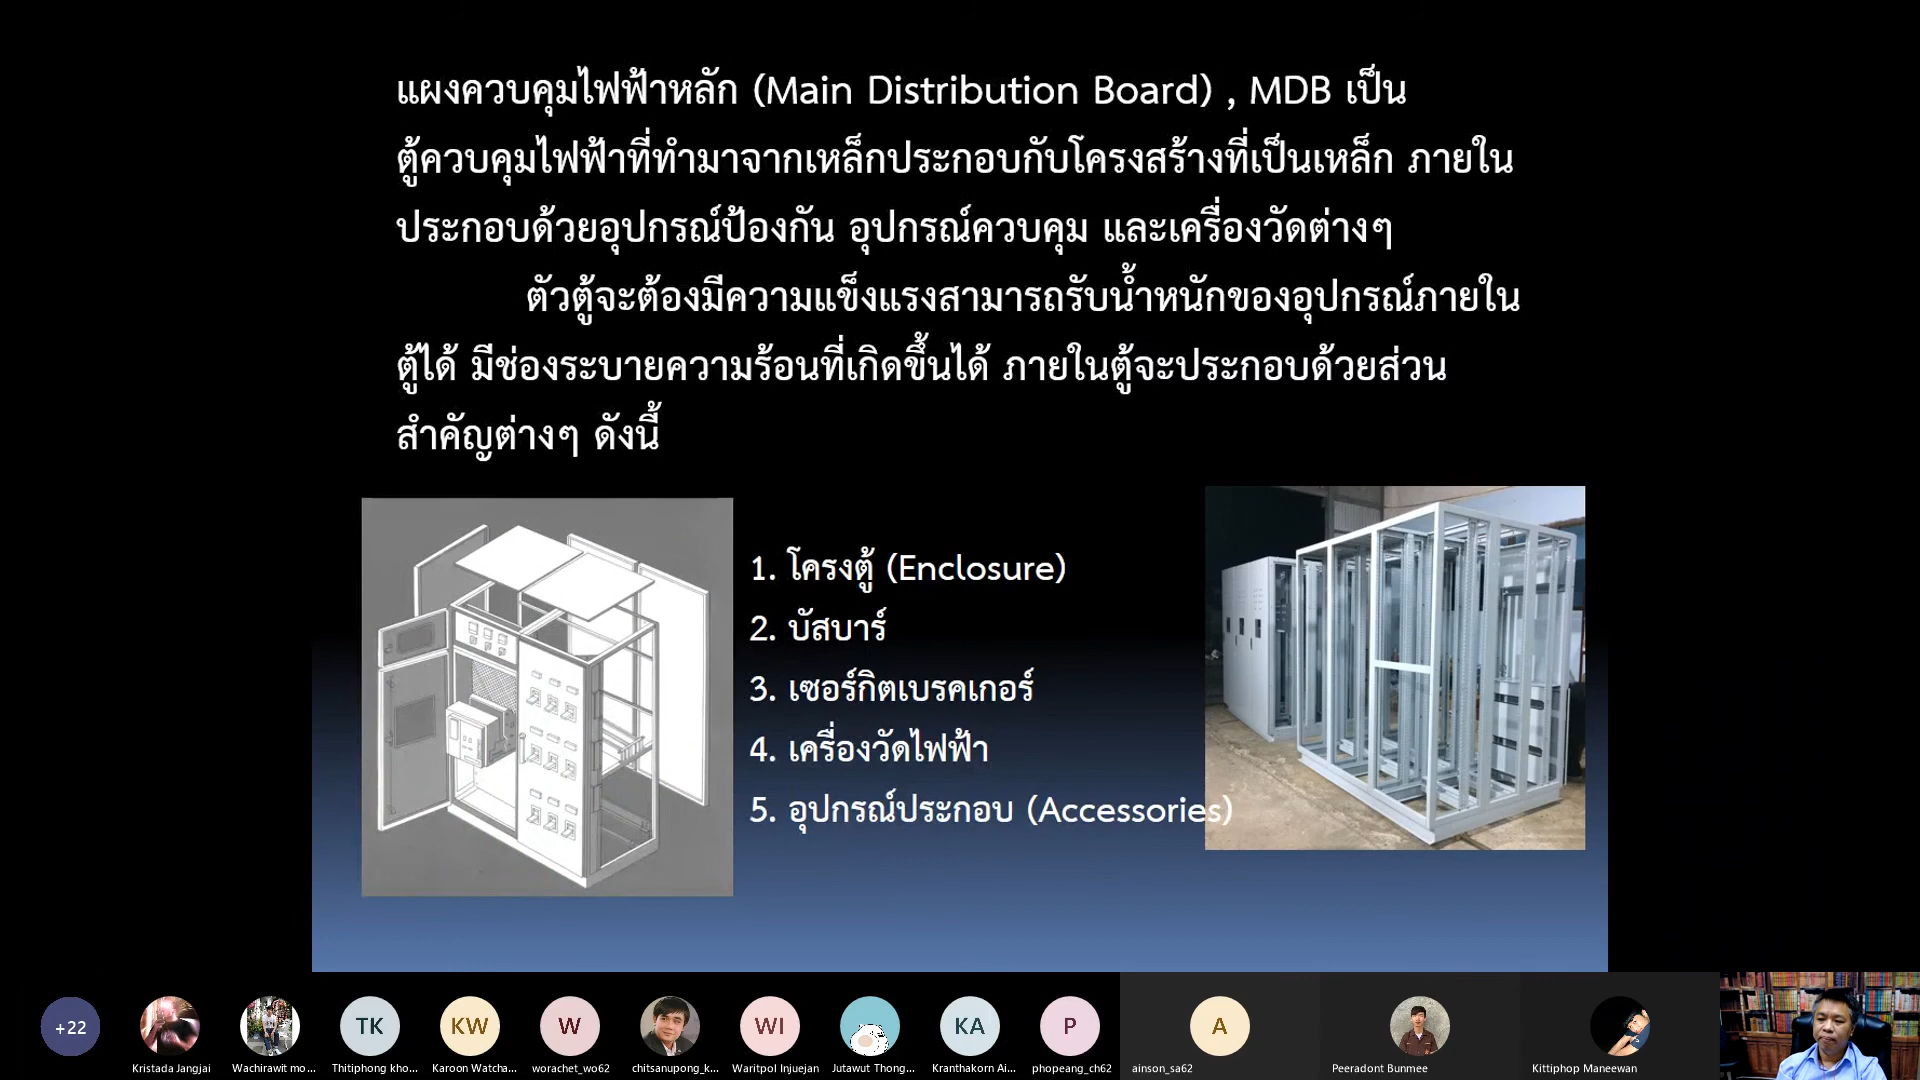 แผงควบคุมไฟฟ้าหลัก (Main Distribution Board) , MDB เป็น
ตู้ควบคุมไฟฟ้าที่ทำมาจากเหล็กประกอบกับโครงสร้างที่เป็นเหล็ก ภายใน
ประกอบด้วยอุปกรณ์ป้องกัน อุปกรณ์ควบคุม และเครื่องวัดต่างๆ
ตัวตู้จะต้องมีความแข็งแรงสามารถรับน้ำหนักของอุปกรณ์ภายใน
ตู้ได้ มีช่องระบายความร้อนที่เกิดขึ้นได้ ภายในตู้จะประกอบด้วยส่วน
สำคัญต่างๆ ดังนี้
1. โครงตู้ (Enclosure)
2. บัสบาร์
3. เซอร์กิตเบรคเกอร์
4. เครื่องวัดไฟฟ้า
5. อุปกรณ์ประกอบ (Accessories)
+22
TK
KW
W
WI
KA
P
A
Kristada Jangjai
Wachirawit mo...
Thitiphong kho...
Karoon Watcha...
worachet_wo62
chitsanupong_k...
Waritpol Injuejan
Jutawut Thong...
Kranthakorn Ai...
phopeang_ch62
ainson_sa62
Peeradont Bunmee
Kittiphop Maneewan